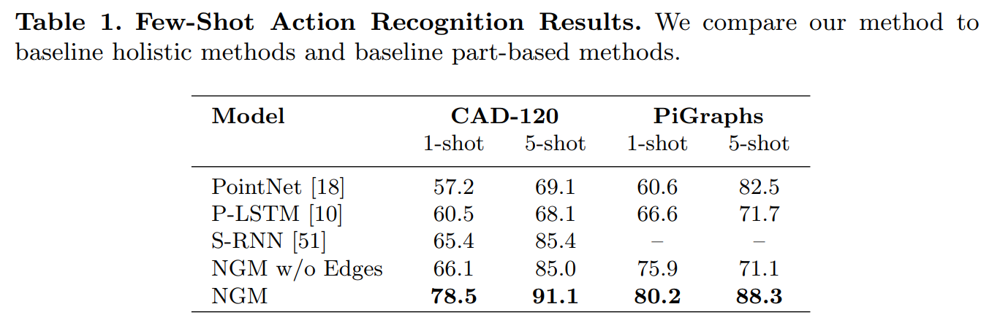 Table 1. Few-Shot Action Recognition Results. We compare our method to
baseline holistic methods and baseline part-based methods.
Model CAD-120 PiGraphs
1-shot 5-shot 1-shot 5-shot
PointNet [18] 57.2 69.1 60.6 82.5
P-LSTM [10] 60.5 68.1 66.6 71.7
S-RNN [51] 65.4 85.4 – –
NGM w/o Edges 66.1 85.0 75.9 71.1
NGM 78.5 91.1 80.2 88.3